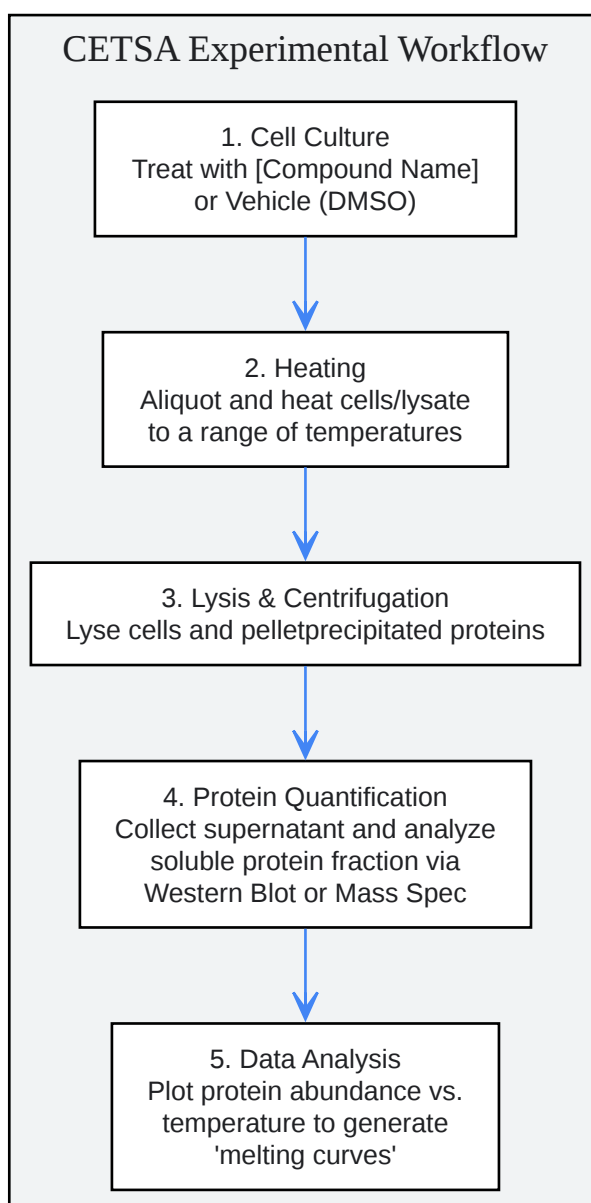 CETSA Experimental Workflow
1. Cell Culture
Treat with [Compound Name]
or Vehicle (DMSO)
2. Heating
Aliquot and heat cells/lysate
to a range of temperatures
3. Lysis & Centrifugation
Lyse cells and pelletprecipitated proteins
4. Protein Quantification
Collect supernatant and analyze
soluble protein fraction via
Western Blot or Mass Spec
5. Data Analysis
Plot protein abundance vs.
temperature to generate
'melting curves'